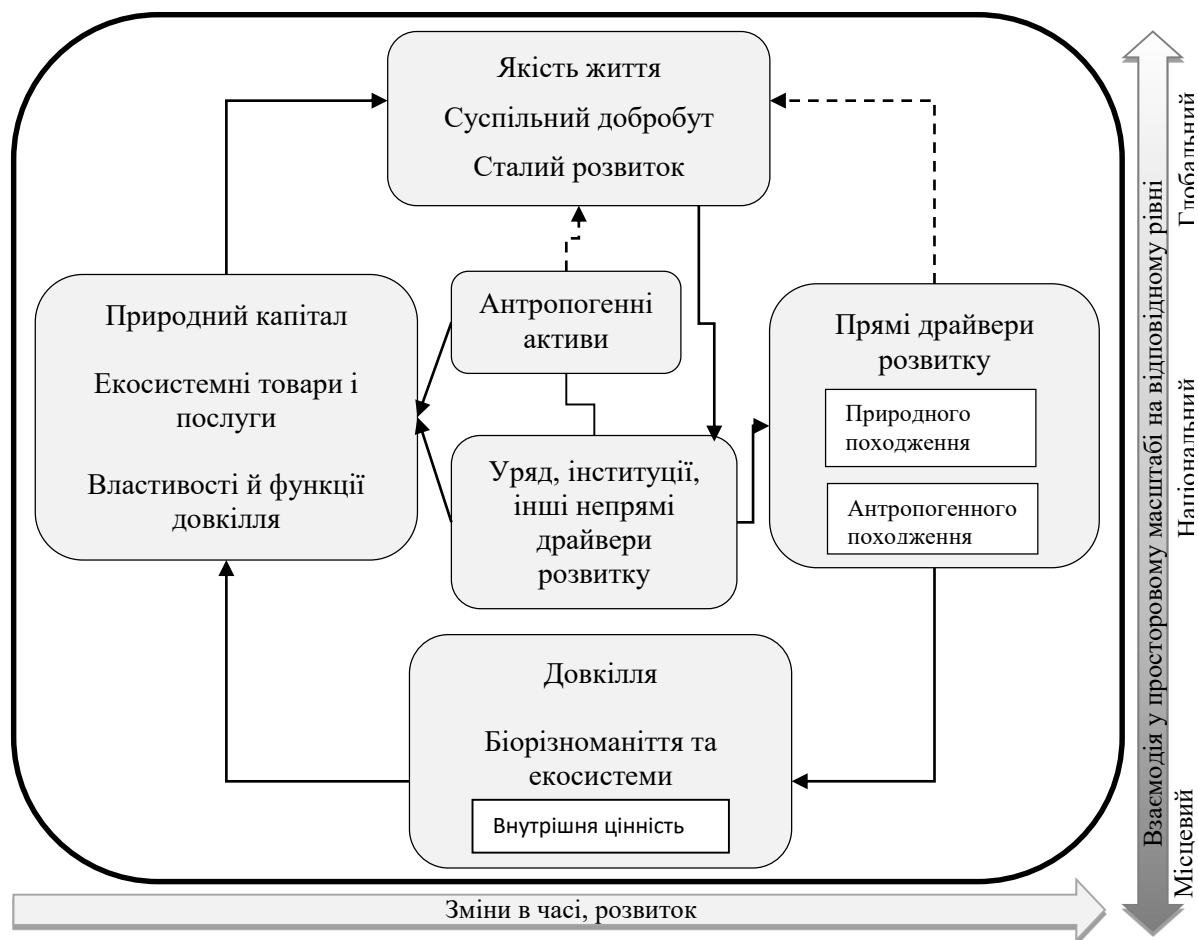 Якість життя
Суспільний добробут
Сталий розвиток
Природний капітал
Екосистемні товари і
послуги
Властивості й функції
довкілля
Антропогенні
активи
Уряд, інституції,
інші непрямі
драйвери
розвитку
Прямі драйвери
розвитку
Природного
походження
Антропогенного
походження
Довкілля
Біорізноманіття та
екосистеми
Внутрішня цінність
Зміни в часі, розвиток
Взаємодія у просторовому масштабі на відповідному рівні
Глобальний
Національний
Місцевий